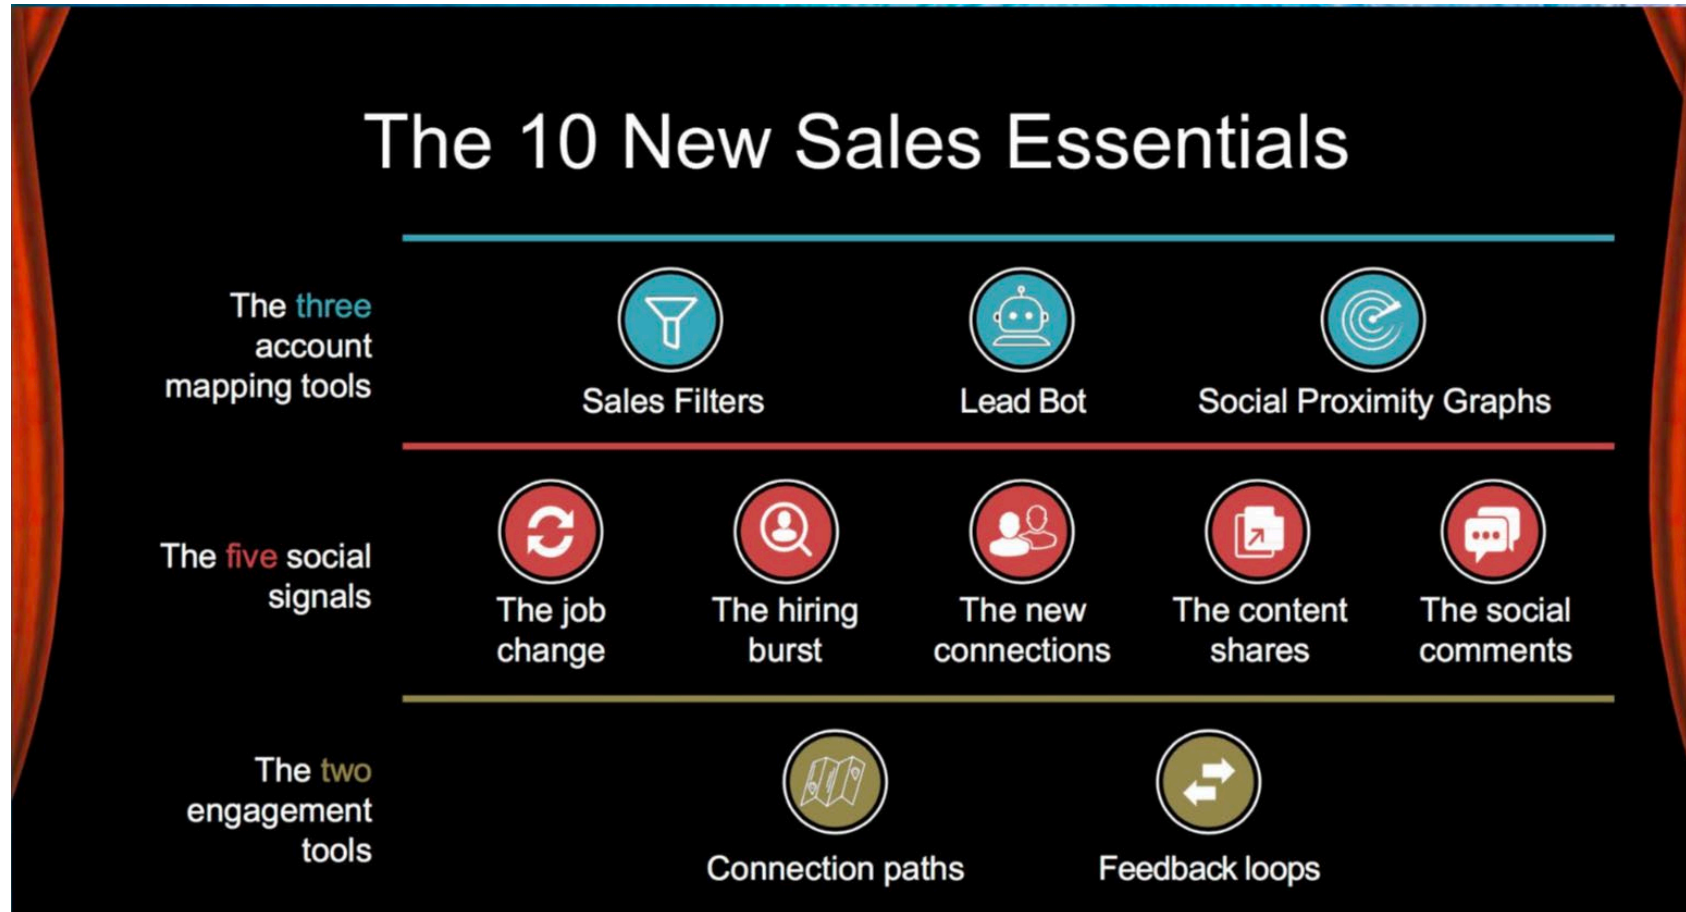 The 10 New Sales Essentials
The three
account
mapping tools
Sales Filters
Lead Bot
Social Proximity Graphs
The five social
signals
The job
change
The hiring
burst
The new
connections
The content
shares
The social
comments
The two
engagement
tools
Connection paths
Feedback loops